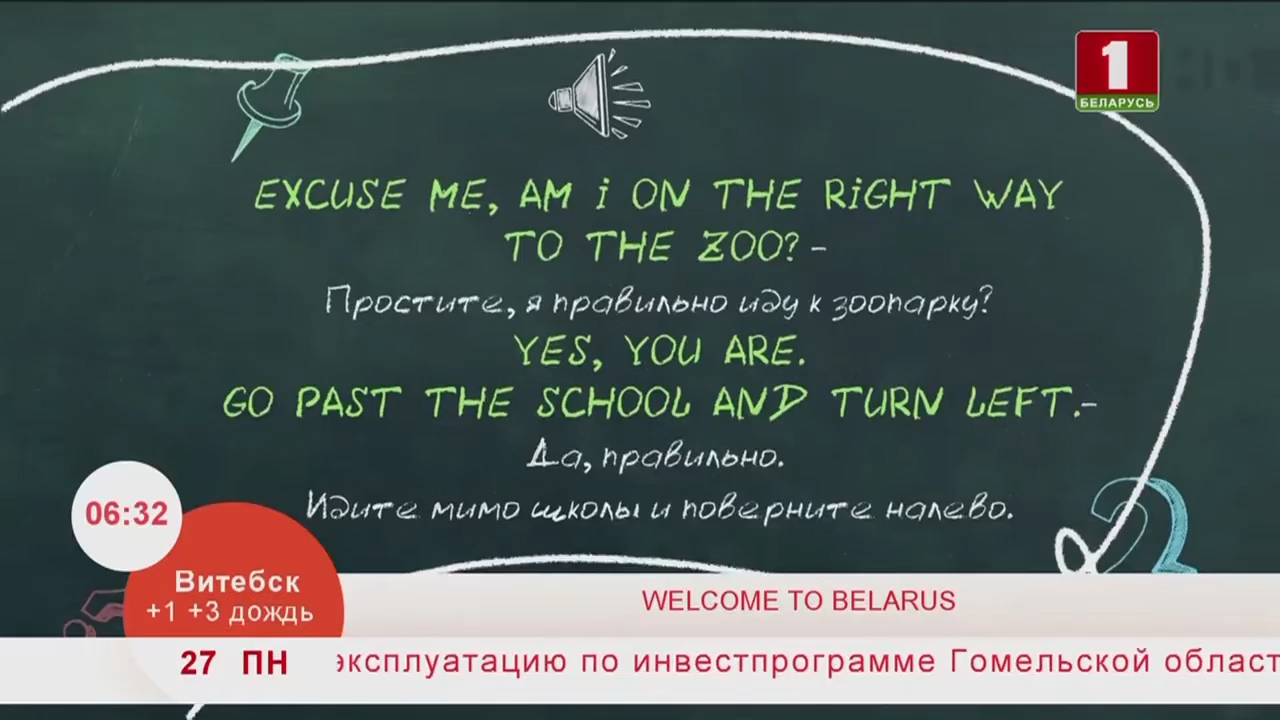 1
БЕЛАРУСЬ
EXCUSE ME, AM i ON THE RiGHT WAY
TO THE ZOO? –
Простите, я правильно иду к зоопарку?
YES, YOU ARE.
GO PAST THE SCHOOL AND TURN LEFT.–
Да, правильно.
Идите мимо школы и поверните налево.
06:32
Витебск
+1 +3 дождь
WELCOME TO BELARUS
27 ПН
эксплуатацию по инвестпрограмме Гомельской област